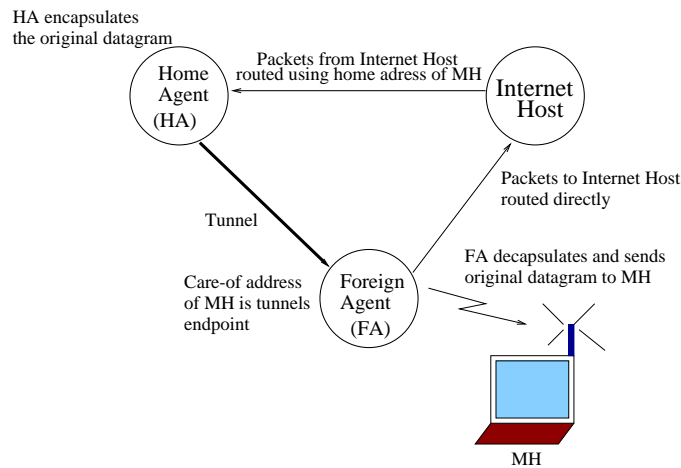 HA encapsulates
the original datagram
Packets from Internet Host
routed using home adress of MH
Home
Agent
(HA)
Internet
Host
Packets to Internet Host
routed directly
Tunnel
FA decapsulates and sends
original datagram to MH
Care-of address
of MH is tunnels
endpoint
Foreign
Agent
(FA)
MH